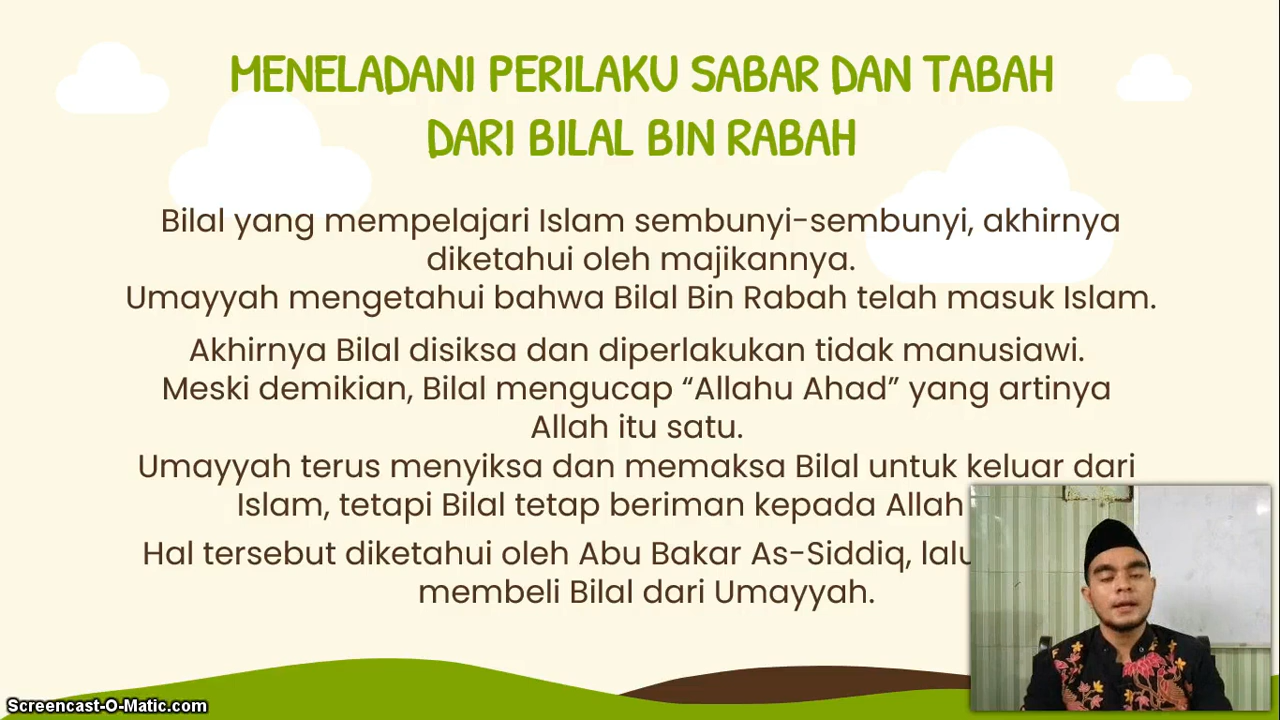 MENELADANI PERILAKU SABAR DAN TABAH
DARI BILAL BIN RABAH
Bilal yang mempelajari Islam sembunyi-sembunyi, akhirnya
diketahui oleh majikannya.
Umayyah mengetahui bahwa Bilal Bin Rabah telah masuk Islam.
Akhirnya Bilal disiksa dan diperlakukan tidak manusiawi.
Meski demikian, Bilal mengucap “Allahu Ahad” yang artinya
Allah itu satu.
Umayyah terus menyiksa dan memaksa Bilal untuk keluar dari
Islam, tetapi Bilal tetap beriman kepada Allah
Hal tersebut diketahui oleh Abu Bakar As-Siddiq,
membeli Bilal dari Umayyah.
Screencast-O-Matic.com